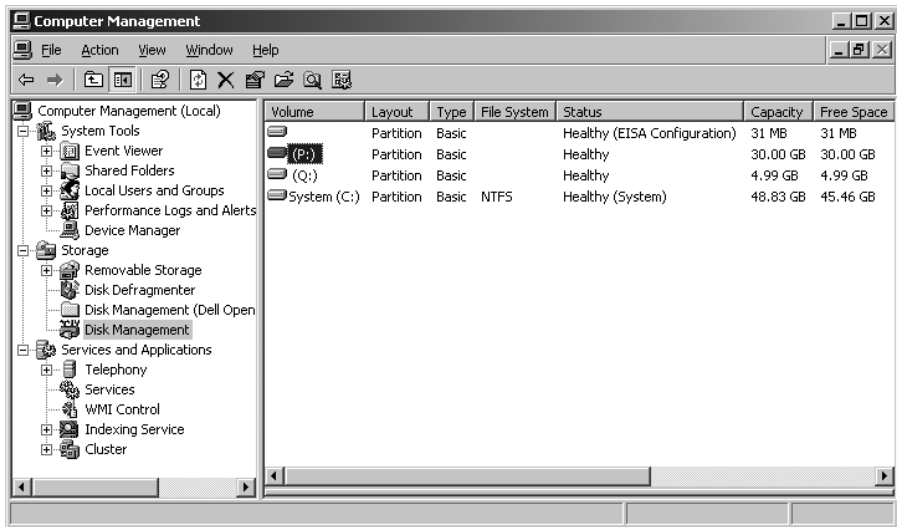 Computer Management
File Action View Window Help
Computer Management (Local)
System Tools
Event Viewer
Shared Folders
Local Users and Groups
Performance Logs and Alerts
Device Manager
Storage
Removable Storage
Disk Defragmenter
Disk Management (Dell Open
Disk Management
Services and Applications
Telephony
Services
WMI Control
Indexing Service
Cluster
Volume Layout Type File System Status Capacity Free Space
Partition Basic Healthy (EISA Configuration) 31 MB 31 MB
(P:) Partition Basic Healthy 30.00 GB 30.00 GB
(Q:) Partition Basic Healthy 4.99 GB 4.99 GB
System (C:) Partition Basic NTFS Healthy (System) 48.83 GB 45.46 GB